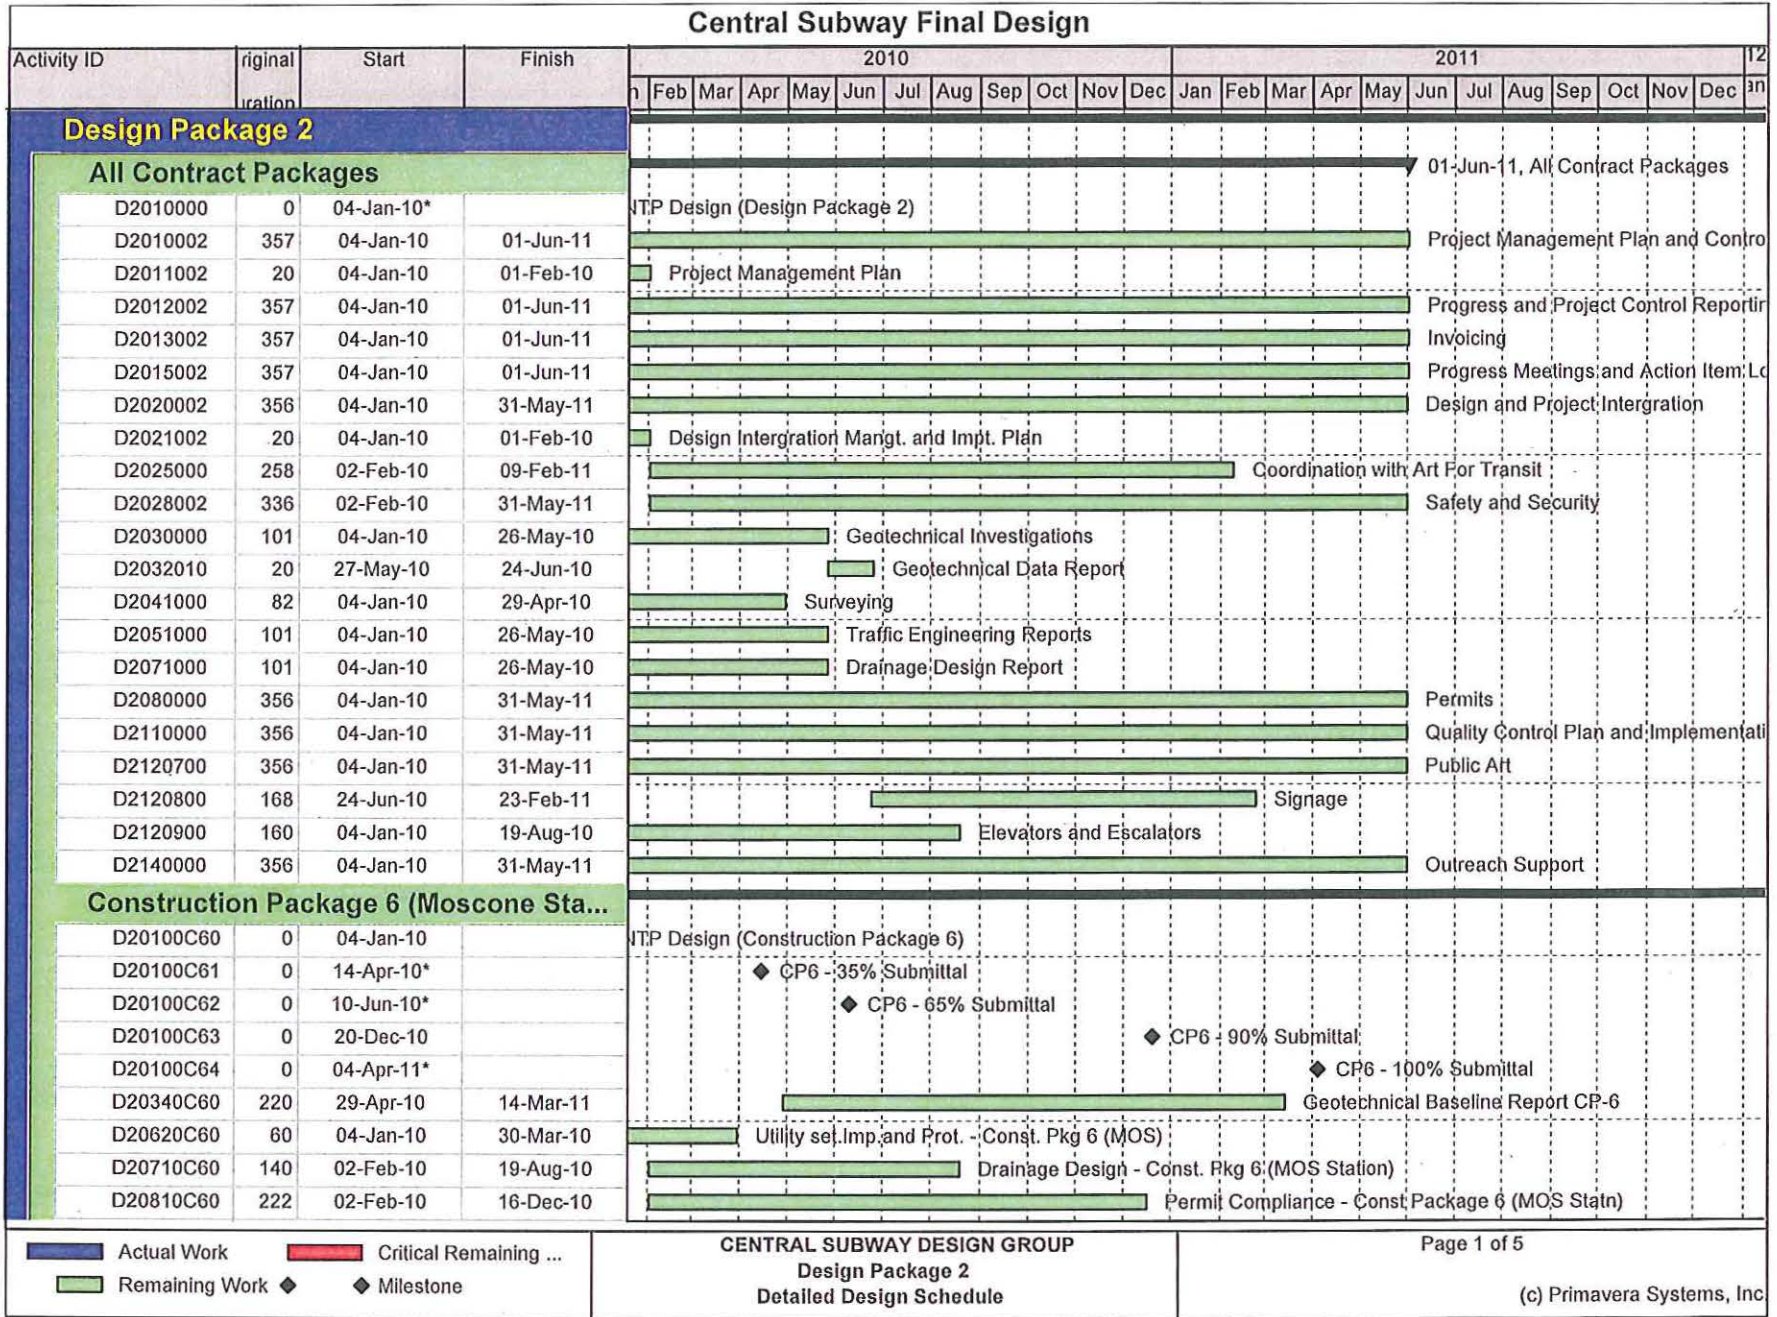 Central Subway Final Design
Activity ID riginal Start Finish 2010 2011 12
uration n Feb Mar Apr May Jun Jul Aug Sep Oct Nov Dec Jan Feb Mar Apr May Jun Jul Aug Sep Oct Nov Dec an
Design Package 2
All Contract Packages 01-Jun-11, All Contract Packages
D2010000 0 04-Jan-10* NTP Design (Design Package 2)
D2010002 357 04-Jan-10 01-Jun-11 Project Management Plan and Contro
D2011002 20 04-Jan-10 01-Feb-10 Project Management Plan
D2012002 357 04-Jan-10 01-Jun-11 Progress and Project Control Reportin
D2013002 357 04-Jan-10 01-Jun-11 Invoicing
D2015002 357 04-Jan-10 01-Jun-11 Progress Meetings and Action Item Lo
D2020002 356 04-Jan-10 31-May-11 Design and Project Intergration
D2021002 20 04-Jan-10 01-Feb-10 Design Intergration Mangt. and Impt. Plan
D2025000 258 02-Feb-10 09-Feb-11 Coordination with Art For Transit
D2028002 336 02-Feb-10 31-May-11 Safety and Security
D2030000 101 04-Jan-10 26-May-10 Geotechnical Investigations
D2032010 20 27-May-10 24-Jun-10 Geotechnical Data Report
D2041000 82 04-Jan-10 29-Apr-10 Surveying
D2051000 101 04-Jan-10 26-May-10 Traffic Engineering Reports
D2071000 101 04-Jan-10 26-May-10 Drainage Design Report
D2080000 356 04-Jan-10 31-May-11 Permits
D2110000 356 04-Jan-10 31-May-11 Quality Control Plan and Implementati
D2120700 356 04-Jan-10 31-May-11 Public Art
D2120800 168 24-Jun-10 23-Feb-11 Signage
D2120900 160 04-Jan-10 19-Aug-10 Elevators and Escalators
D2140000 356 04-Jan-10 31-May-11 Outreach Support
Construction Package 6 (Moscone Sta...
D20100C60 0 04-Jan-10 NTP Design (Construction Package 6)
D20100C61 0 14-Apr-10* CP6 - 35% Submittal
D20100C62 0 10-Jun-10* CP6 - 65% Submittal
D20100C63 0 20-Dec-10 CP6 - 90% Submittal
D20100C64 0 04-Apr-11* CP6 - 100% Submittal
D20340C60 220 29-Apr-10 14-Mar-11 Geotechnical Baseline Report CP-6
D20620C60 60 04-Jan-10 30-Mar-10 Utility set.Imp.and Prot. - Const. Pkg 6 (MOS)
D20710C60 140 02-Feb-10 19-Aug-10 Drainage Design - Const. Pkg 6 (MOS Station)
D20810C60 222 02-Feb-10 16-Dec-10 Permit Compliance - Const Package 6 (MOS Statn)
Actual Work Critical Remaining ...
Remaining Work Milestone
CENTRAL SUBWAY DESIGN GROUP
Design Package 2
Detailed Design Schedule
Page 1 of 5
(c) Primavera Systems, Inc